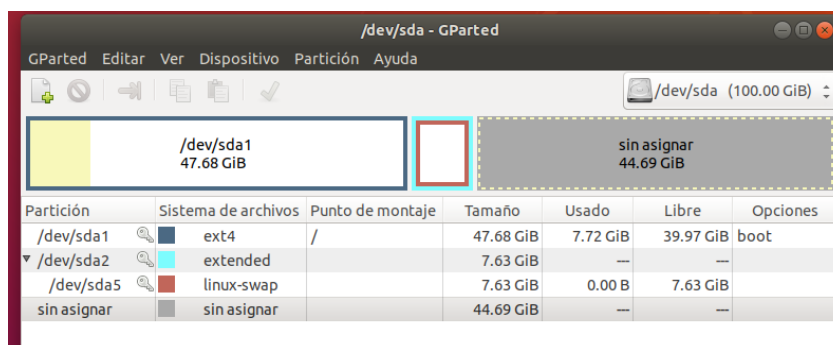 /dev/sda - GParted
GParted Editar Ver Dispositivo Partición Ayuda
/dev/sda (100.00 GiB)
/dev/sda1
47.68 GiB
sin asignar
44.69 GiB
Partición Sistema de archivos Punto de montaje Tamaño Usado Libre Opciones
/dev/sda1 ext4 / 47.68 GiB 7.72 GiB 39.97 GiB boot
/dev/sda2 extended 7.63 GiB --- ---
/dev/sda5 linux-swap 7.63 GiB 0.00 B 7.63 GiB
sin asignar sin asignar 44.69 GiB --- ---